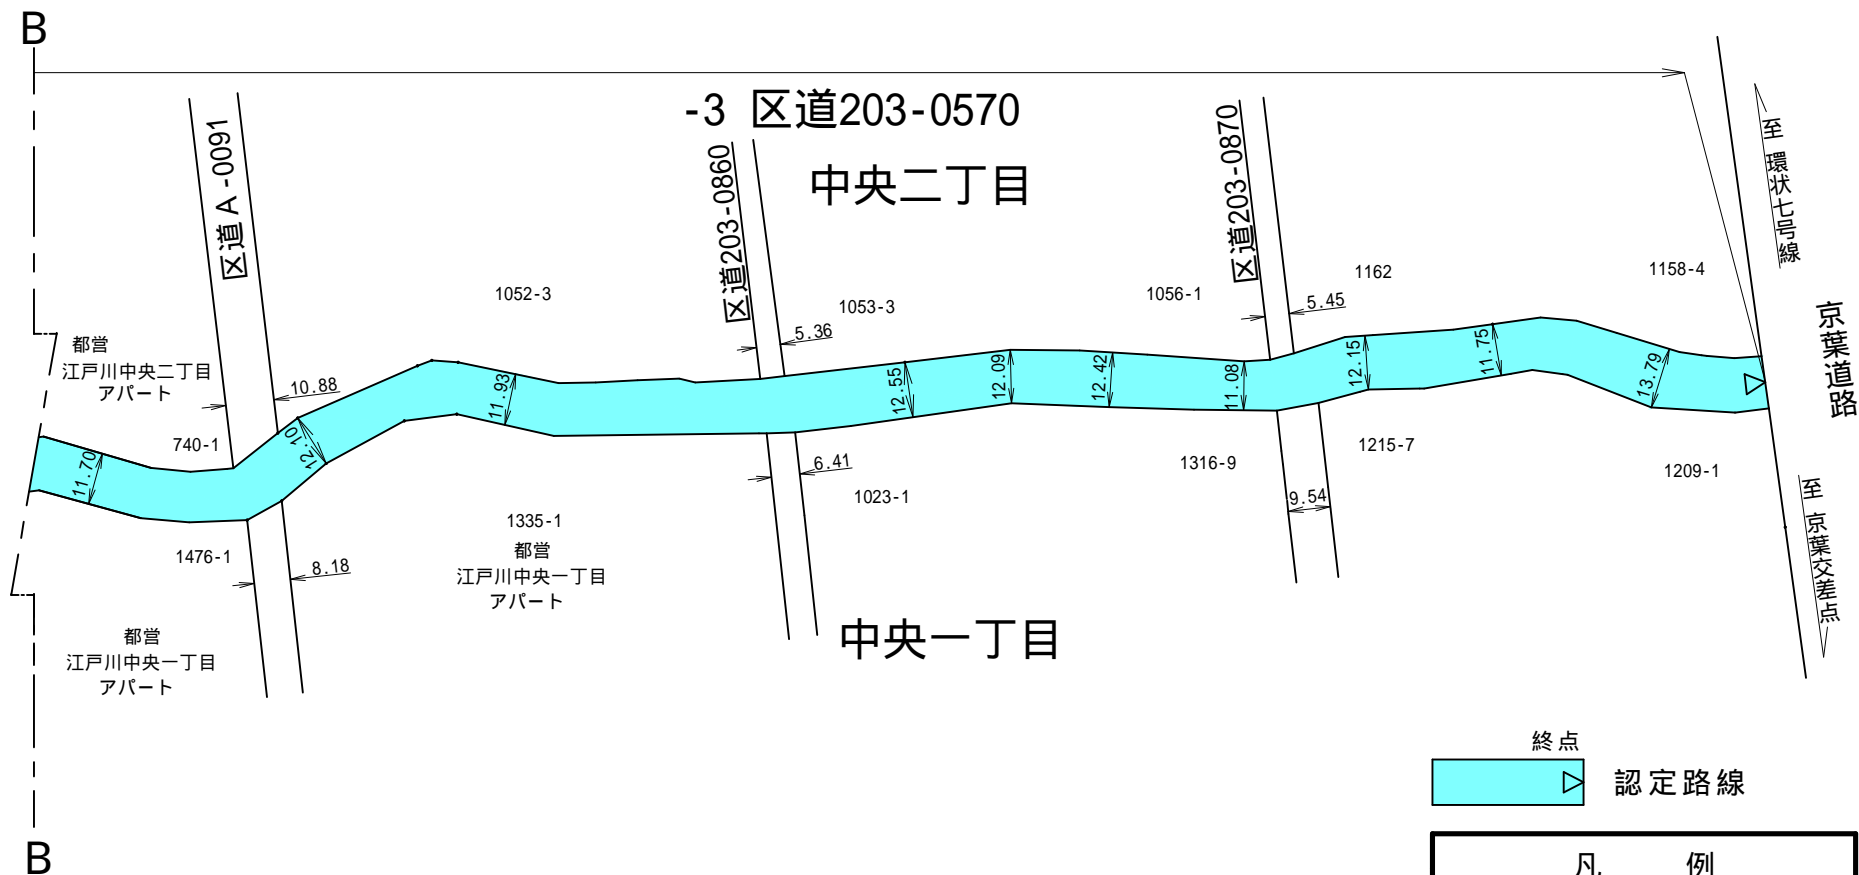 B
-3 区道203-0570
中央二丁目
区道 A -0091
区道203-0860
区道203-0870
至 環状七号線
京葉道路
至 京葉交差点
1052-3
1053-3
1056-1
1162
1158-4
都営
江戸川中央二丁目
アパート
10.88
5.36
5.45
740-1
11.70
12.10
11.93
12.55
12.09
12.42
11.08
12.15
11.75
13.79
1476-1
8.18
1335-1
都営
江戸川中央一丁目
アパート
6.41
1023-1
1316-9
9.54
1215-7
1209-1
都営
江戸川中央一丁目
アパート
中央一丁目
終点
認定路線
凡 例
B